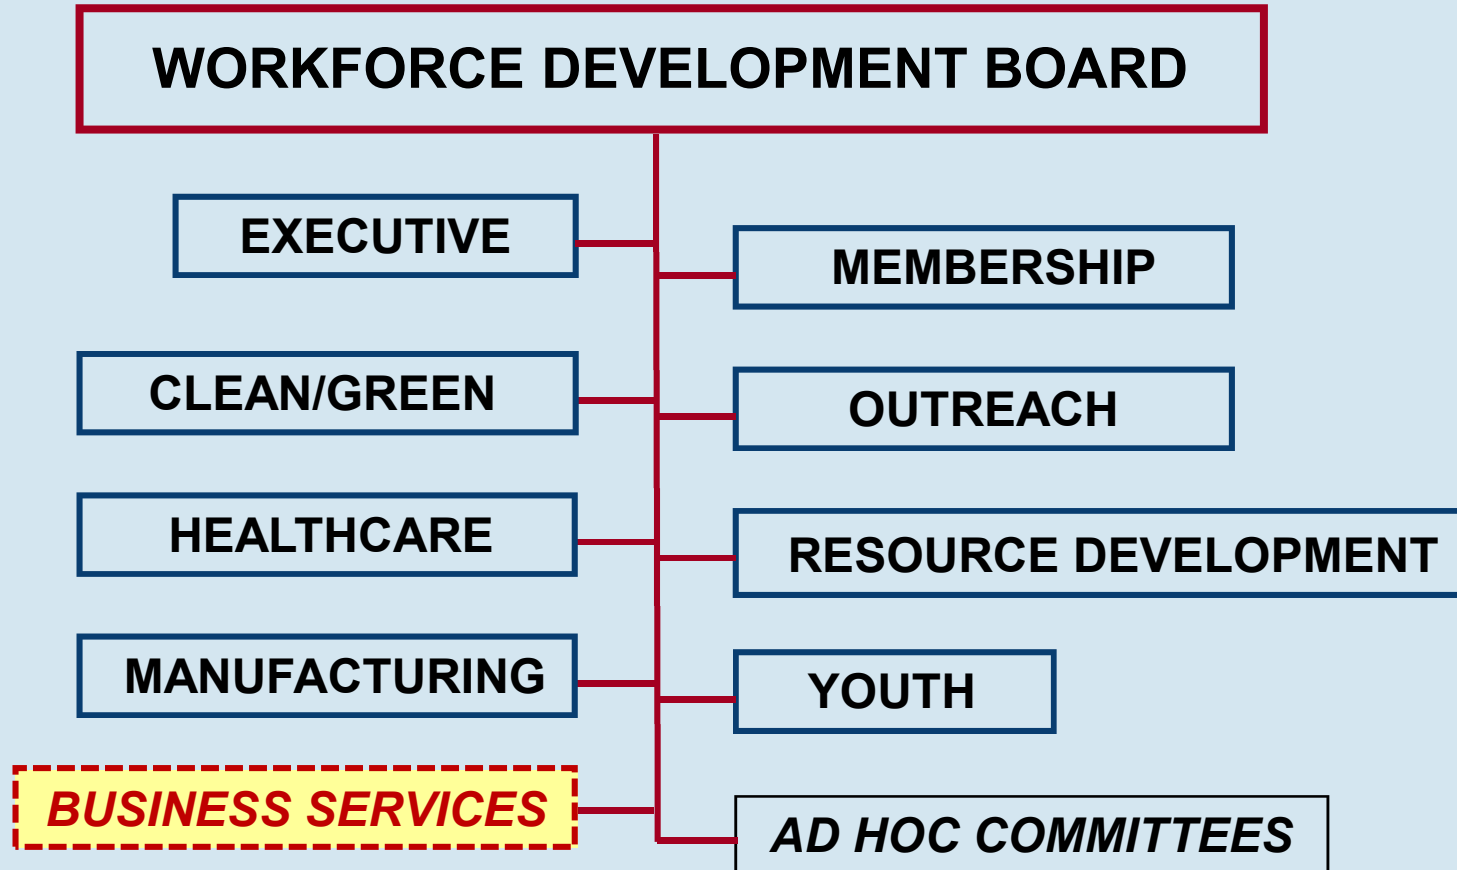 WORKFORCE DEVELOPMENT BOARD
EXECUTIVE
MEMBERSHIP
CLEAN/GREEN
OUTREACH
HEALTHCARE
RESOURCE DEVELOPMENT
MANUFACTURING
YOUTH
BUSINESS SERVICES
AD HOC COMMITTEES